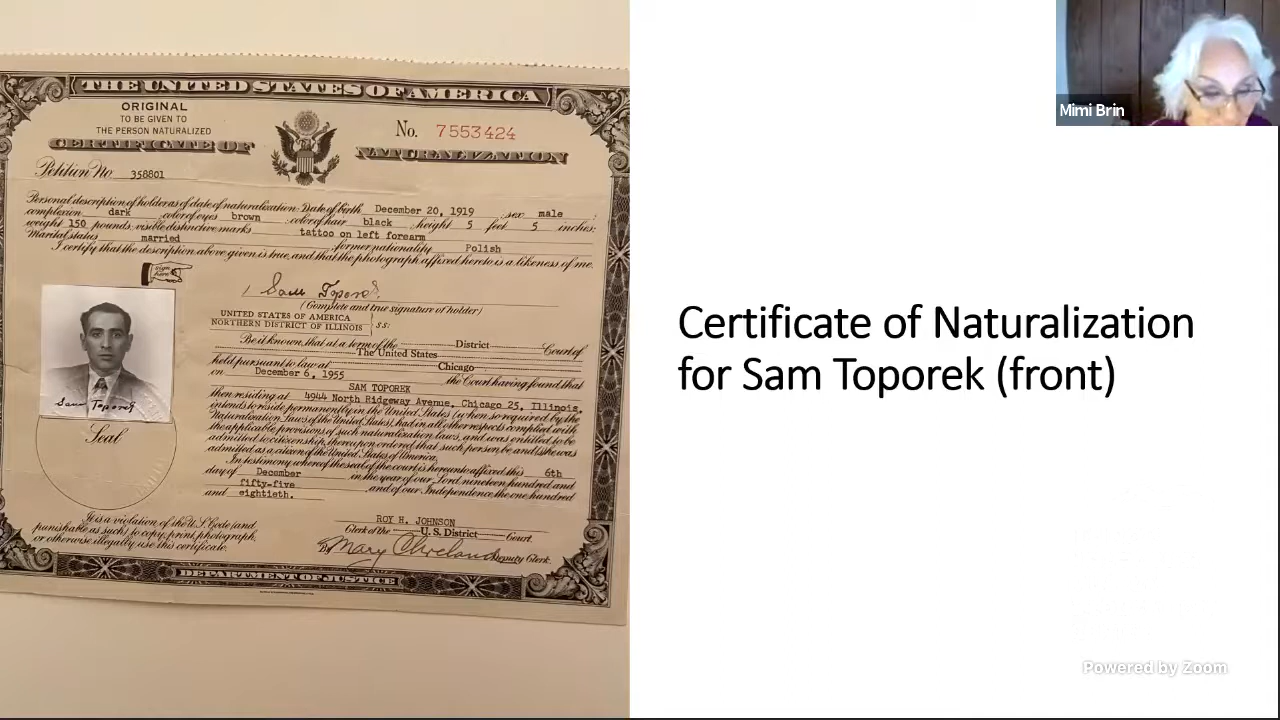 THE UNITED STATES OF AMERICA
ORIGINAL
TO BE GIVEN TO
THE PERSON NATURALIZED
No. 7553424
CERTIFICATE OF NATURALIZATION
Petition No 358801
Personal description of holder as of date of naturalization: Date of birth December 20, 1919 sex male ;
complexion dark color of eyes brown color of hair black height 5 feet 5 inches;
weight 150 pounds; visible distinctive marks tattoo on left forearm
Marital status married former nationality Polish
I certify that the description above given is true, and that the photograph affixed hereto is a likeness of me.
sign here
Sam Toporek
(Complete and true signature of holder)
UNITED STATES OF AMERICA
NORTHERN DISTRICT OF ILLINOIS } ss:
Be it known, that at a term of the District Court of
The United States
held pursuant to law at Chicago
on December 6, 1955 the Court having found that
SAM TOPOREK
then residing at 4944 North Ridgeway Avenue, Chicago 25, Illinois,
intends to reside permanently in the United States (when so required by the
Naturalization Laws of the United States), had in all other respects complied with
the applicable provisions of such naturalization laws, and was entitled to be
admitted to citizenship, thereupon ordered that such person be and (s)he was
admitted as a citizen of the United States of America.
In testimony whereof the seal of the court is hereunto affixed this 6th
day of December in the year of our Lord nineteen hundred and
fifty-five and of our Independence the one hundred
and eightieth.
Sam Toporek
Seal
It is a violation of the U.S. Code (and
punishable as such) to copy, print, photograph,
or otherwise illegally use this certificate.
ROY H. JOHNSON
Clerk of the U. S. District Court.
By Mary Cleveland Deputy Clerk.
DEPARTMENT OF JUSTICE
Certificate of Naturalization
for Sam Toporek (front)
Mimi Brin
Powered by Zoom